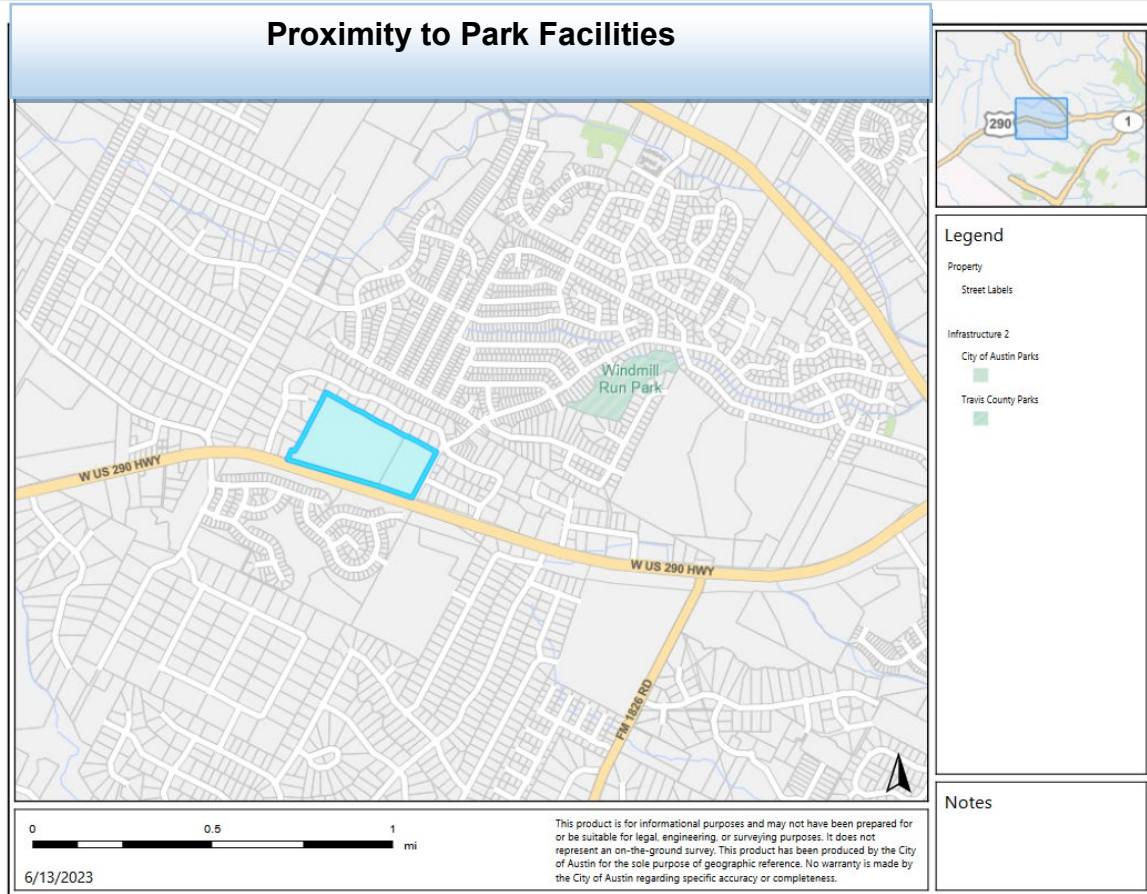 Proximity to Park Facilities
290
1
Windmill
Run Park
W US 290 HWY
W US 290 HWY
FM 1826 RD
Legend
Property
Street Labels
Infrastructure 2
City of Austin Parks
Travis County Parks
Notes
0 0.5 1
mi
6/13/2023
This product is for informational purposes and may not have been prepared for
or be suitable for legal, engineering, or surveying purposes. It does not
represent an on-the-ground survey. This product has been produced by the City
of Austin for the sole purpose of geographic reference. No warranty is made by
the City of Austin regarding specific accuracy or completeness.